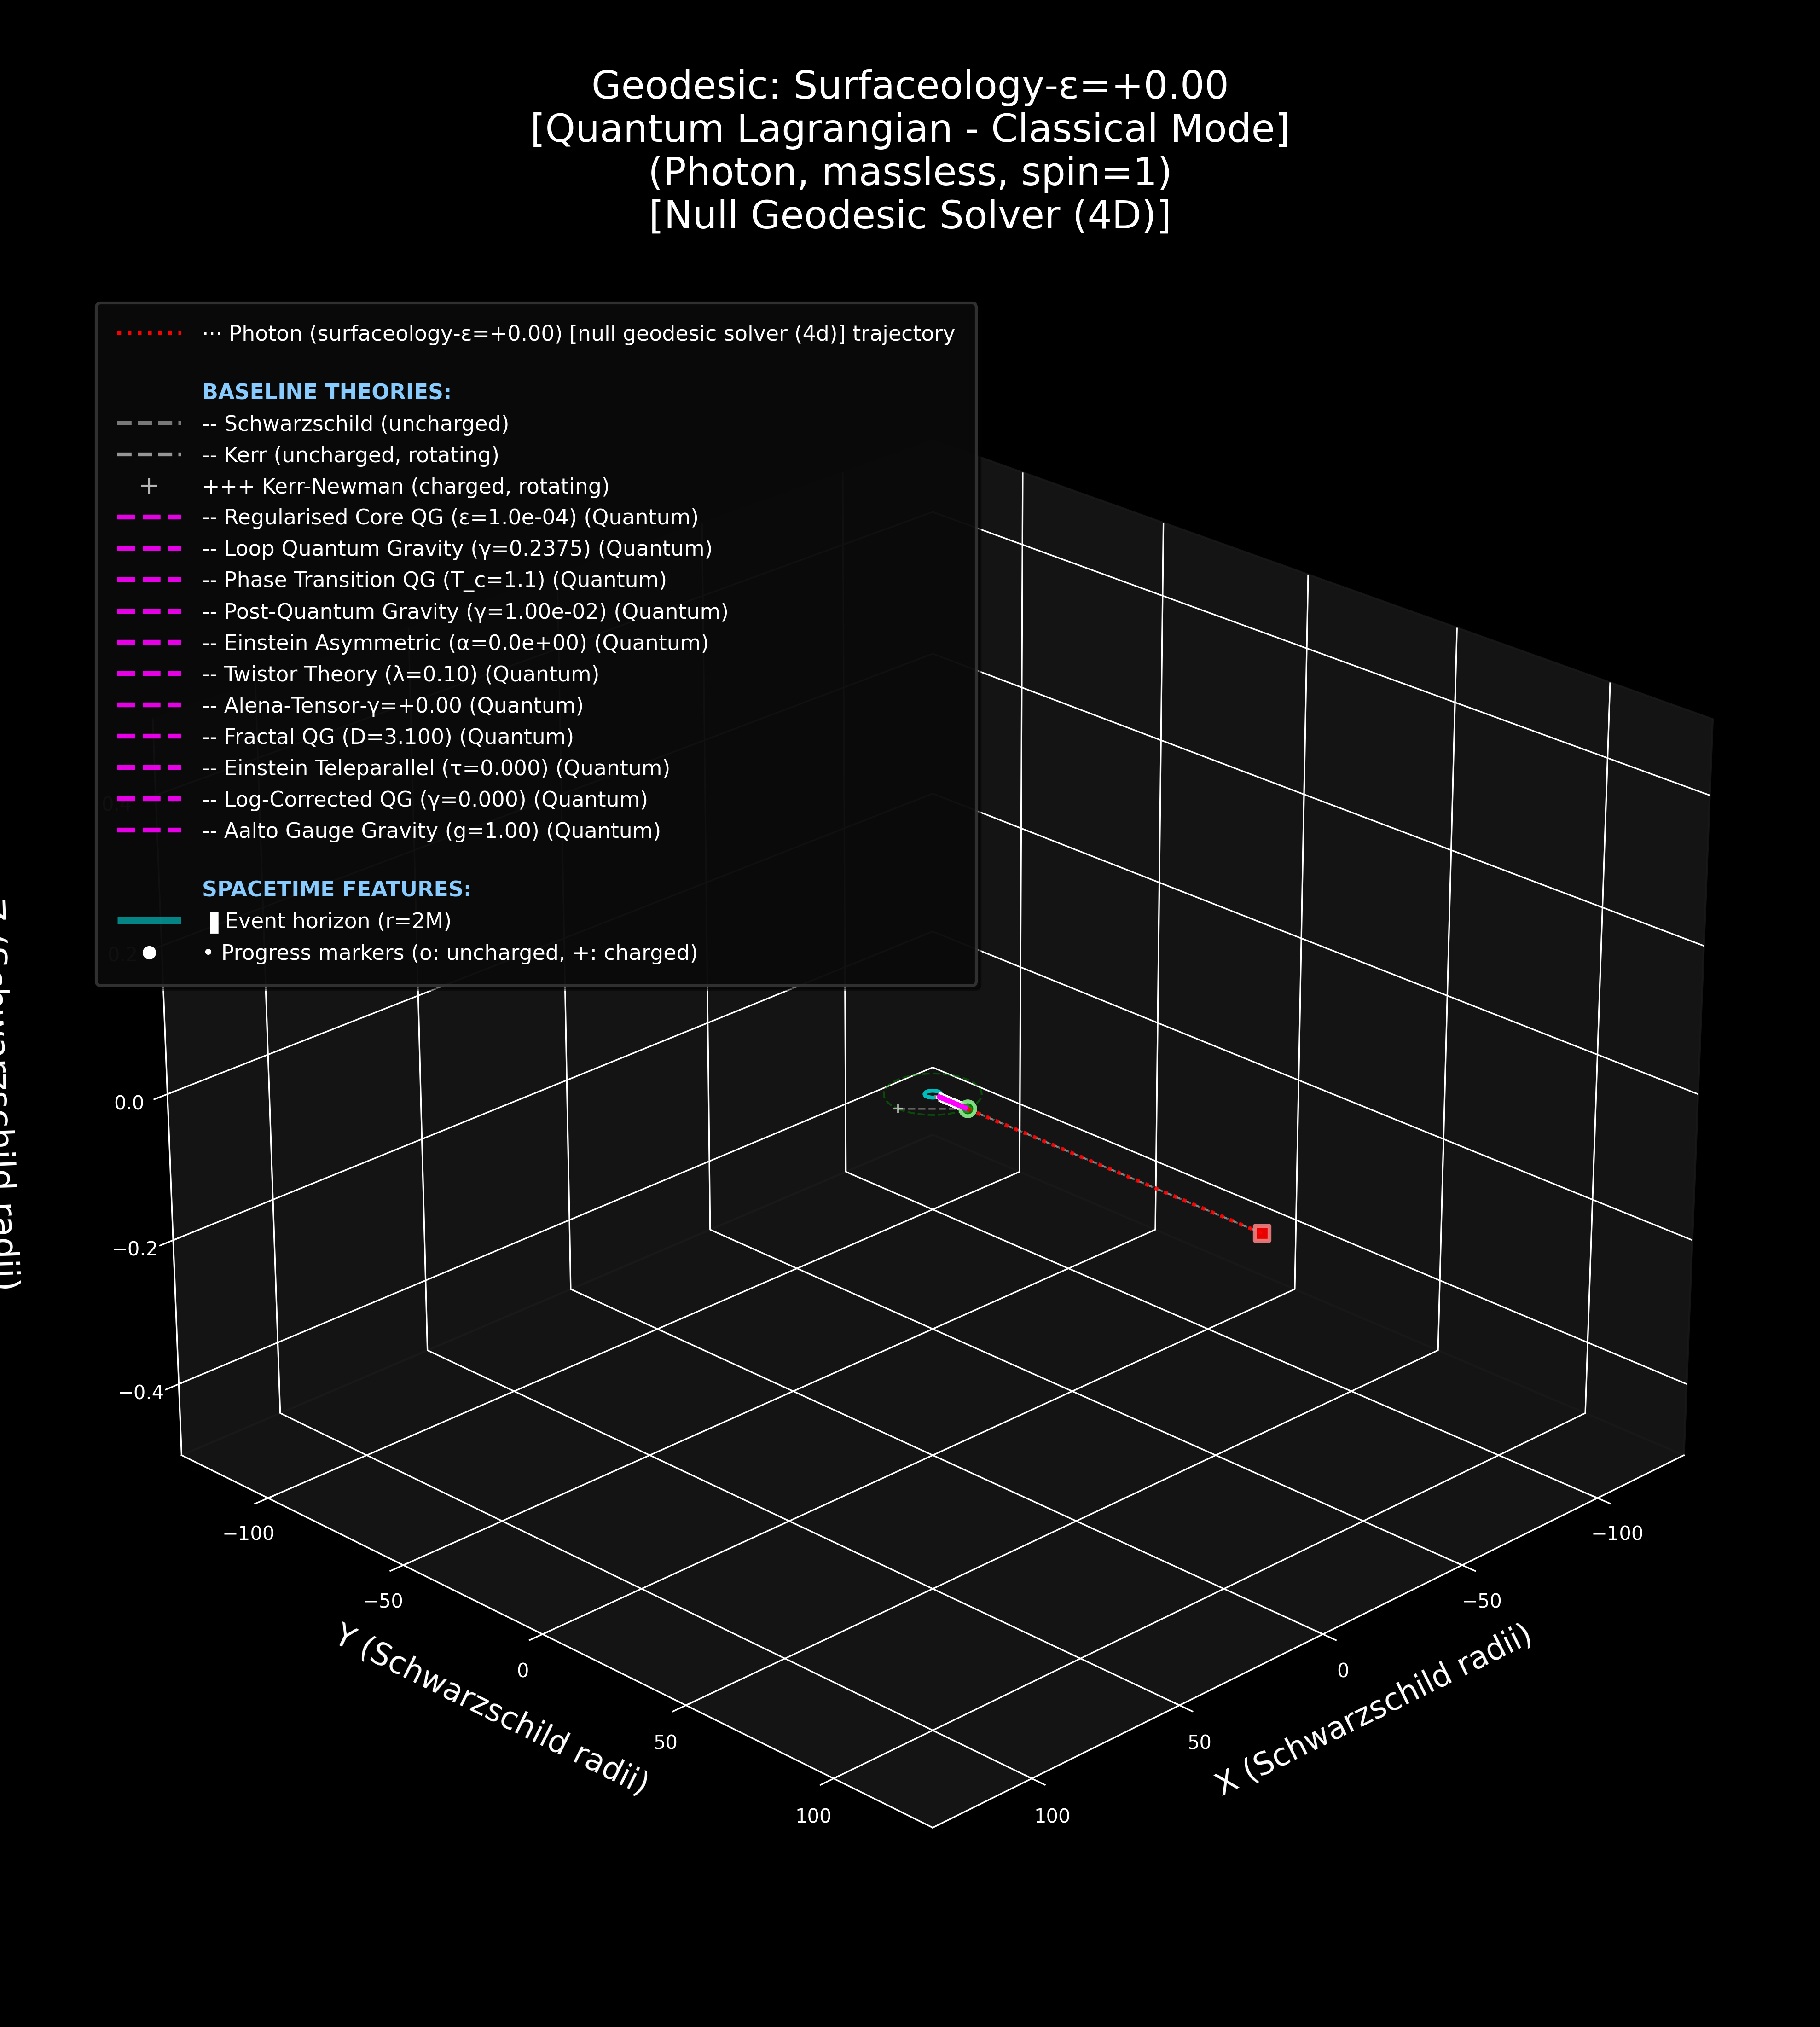 Geodesic: Surfaceology-ε=+0.00
[Quantum Lagrangian - Classical Mode]
(Photon, massless, spin=1)
[Null Geodesic Solver (4D)]
··· Photon (surfaceology-ε=+0.00) [null geodesic solver (4d)] trajectory
BASELINE THEORIES:
-- Schwarzschild (uncharged)
-- Kerr (uncharged, rotating)
+++ Kerr-Newman (charged, rotating)
-- Regularised Core QG (ε=1.0e-04) (Quantum)
-- Loop Quantum Gravity (γ=0.2375) (Quantum)
-- Phase Transition QG (T_c=1.1) (Quantum)
-- Post-Quantum Gravity (γ=1.00e-02) (Quantum)
-- Einstein Asymmetric (α=0.0e+00) (Quantum)
-- Twistor Theory (λ=0.10) (Quantum)
-- Alena-Tensor-γ=+0.00 (Quantum)
-- Fractal QG (D=3.100) (Quantum)
-- Einstein Teleparallel (τ=0.000) (Quantum)
-- Log-Corrected QG (γ=0.000) (Quantum)
-- Aalto Gauge Gravity (g=1.00) (Quantum)
SPACETIME FEATURES:
▐ Event horizon (r=2M)
• Progress markers (o: uncharged, +: charged)
0.2
0.0
−0.2
−0.4
Z (Schwarzschild radii)
−100
−50
0
50
100
Y (Schwarzschild radii)
−100
−50
0
50
100
X (Schwarzschild radii)